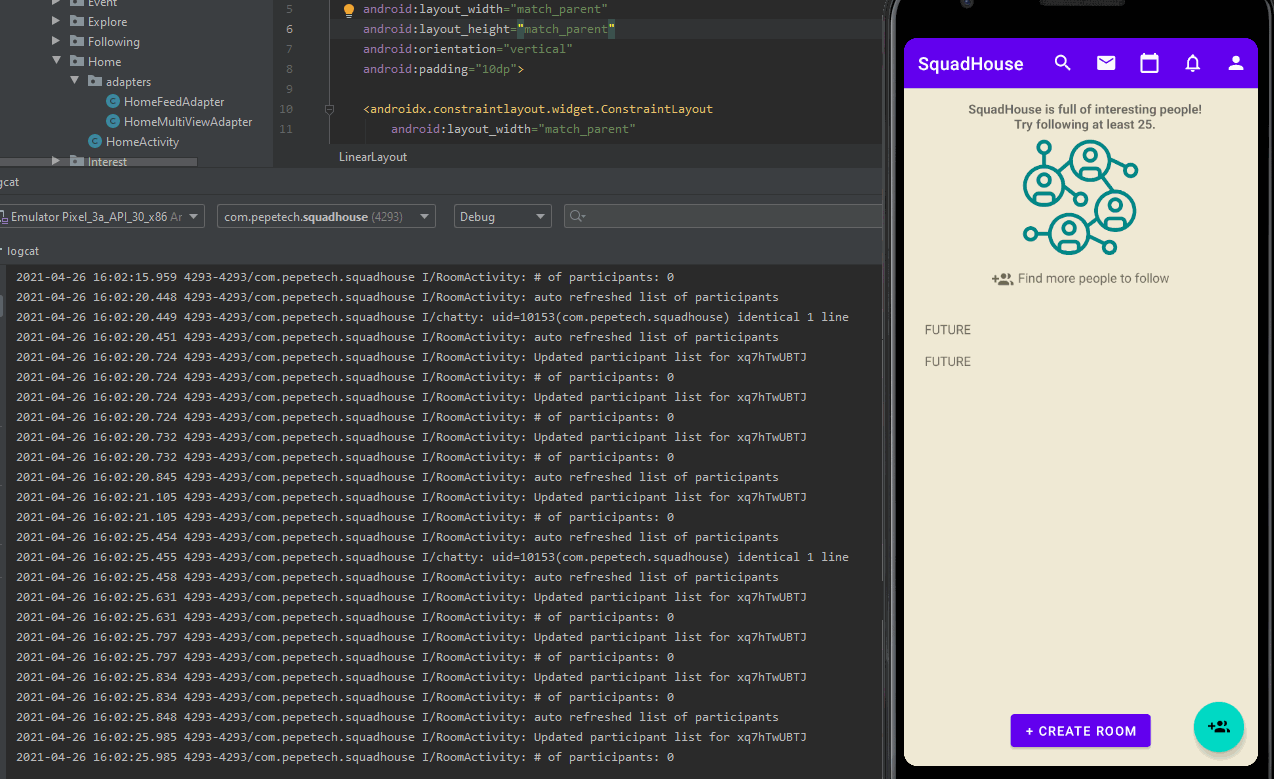 Event
Explore
Following
Home
adapters
HomeFeedAdapter
HomeMultiViewAdapter
HomeActivity
Interest
5 android:layout_width="match_parent"
6 android:layout_height="match_parent"
7 android:orientation="vertical"
8 android:padding="10dp">
9
10 <androidx.constraintlayout.widget.ConstraintLayout
11 android:layout_width="match_parent"
LinearLayout
gcat
Emulator Pixel_3a_API_30_x86 Ar com.pepetech.squadhouse (4293) Debug
logcat
2021-04-26 16:02:15.959 4293-4293/com.pepetech.squadhouse I/RoomActivity: # of participants: 0
2021-04-26 16:02:20.448 4293-4293/com.pepetech.squadhouse I/RoomActivity: auto refreshed list of participants
2021-04-26 16:02:20.449 4293-4293/com.pepetech.squadhouse I/chatty: uid=10153(com.pepetech.squadhouse) identical 1 line
2021-04-26 16:02:20.451 4293-4293/com.pepetech.squadhouse I/RoomActivity: auto refreshed list of participants
2021-04-26 16:02:20.724 4293-4293/com.pepetech.squadhouse I/RoomActivity: Updated participant list for xq7hTwUBTJ
2021-04-26 16:02:20.724 4293-4293/com.pepetech.squadhouse I/RoomActivity: # of participants: 0
2021-04-26 16:02:20.724 4293-4293/com.pepetech.squadhouse I/RoomActivity: Updated participant list for xq7hTwUBTJ
2021-04-26 16:02:20.724 4293-4293/com.pepetech.squadhouse I/RoomActivity: # of participants: 0
2021-04-26 16:02:20.732 4293-4293/com.pepetech.squadhouse I/RoomActivity: Updated participant list for xq7hTwUBTJ
2021-04-26 16:02:20.732 4293-4293/com.pepetech.squadhouse I/RoomActivity: # of participants: 0
2021-04-26 16:02:20.845 4293-4293/com.pepetech.squadhouse I/RoomActivity: auto refreshed list of participants
2021-04-26 16:02:21.105 4293-4293/com.pepetech.squadhouse I/RoomActivity: Updated participant list for xq7hTwUBTJ
2021-04-26 16:02:21.105 4293-4293/com.pepetech.squadhouse I/RoomActivity: # of participants: 0
2021-04-26 16:02:25.454 4293-4293/com.pepetech.squadhouse I/RoomActivity: auto refreshed list of participants
2021-04-26 16:02:25.455 4293-4293/com.pepetech.squadhouse I/chatty: uid=10153(com.pepetech.squadhouse) identical 1 line
2021-04-26 16:02:25.458 4293-4293/com.pepetech.squadhouse I/RoomActivity: auto refreshed list of participants
2021-04-26 16:02:25.631 4293-4293/com.pepetech.squadhouse I/RoomActivity: Updated participant list for xq7hTwUBTJ
2021-04-26 16:02:25.631 4293-4293/com.pepetech.squadhouse I/RoomActivity: # of participants: 0
2021-04-26 16:02:25.797 4293-4293/com.pepetech.squadhouse I/RoomActivity: Updated participant list for xq7hTwUBTJ
2021-04-26 16:02:25.797 4293-4293/com.pepetech.squadhouse I/RoomActivity: # of participants: 0
2021-04-26 16:02:25.834 4293-4293/com.pepetech.squadhouse I/RoomActivity: Updated participant list for xq7hTwUBTJ
2021-04-26 16:02:25.834 4293-4293/com.pepetech.squadhouse I/RoomActivity: # of participants: 0
2021-04-26 16:02:25.848 4293-4293/com.pepetech.squadhouse I/RoomActivity: auto refreshed list of participants
2021-04-26 16:02:25.985 4293-4293/com.pepetech.squadhouse I/RoomActivity: Updated participant list for xq7hTwUBTJ
2021-04-26 16:02:25.985 4293-4293/com.pepetech.squadhouse I/RoomActivity: # of participants: 0
SquadHouse
SquadHouse is full of interesting people!
Try following at least 25.
Find more people to follow
FUTURE
FUTURE
+ CREATE ROOM